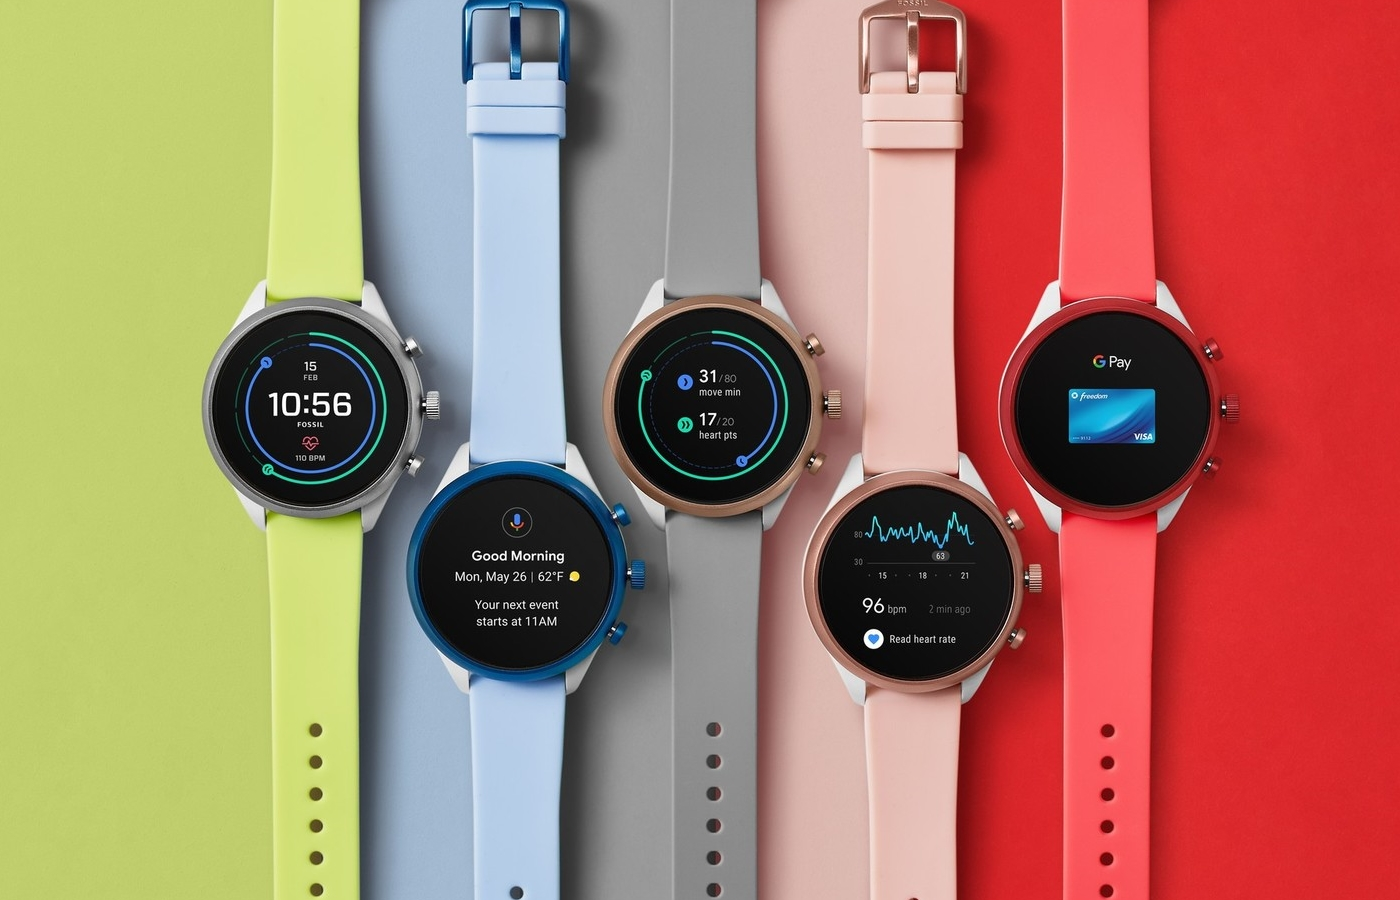 FOSSIL
15
FEB
10:56
FOSSIL
110 BPM
Good Morning
Mon, May 26 | 62°F
Your next event
starts at 11AM
31/80
move min
17/20
heart pts
80
63
30
15 18 21
96 bpm 2 min ago
Read heart rate
G Pay
freedom
9112
VISA